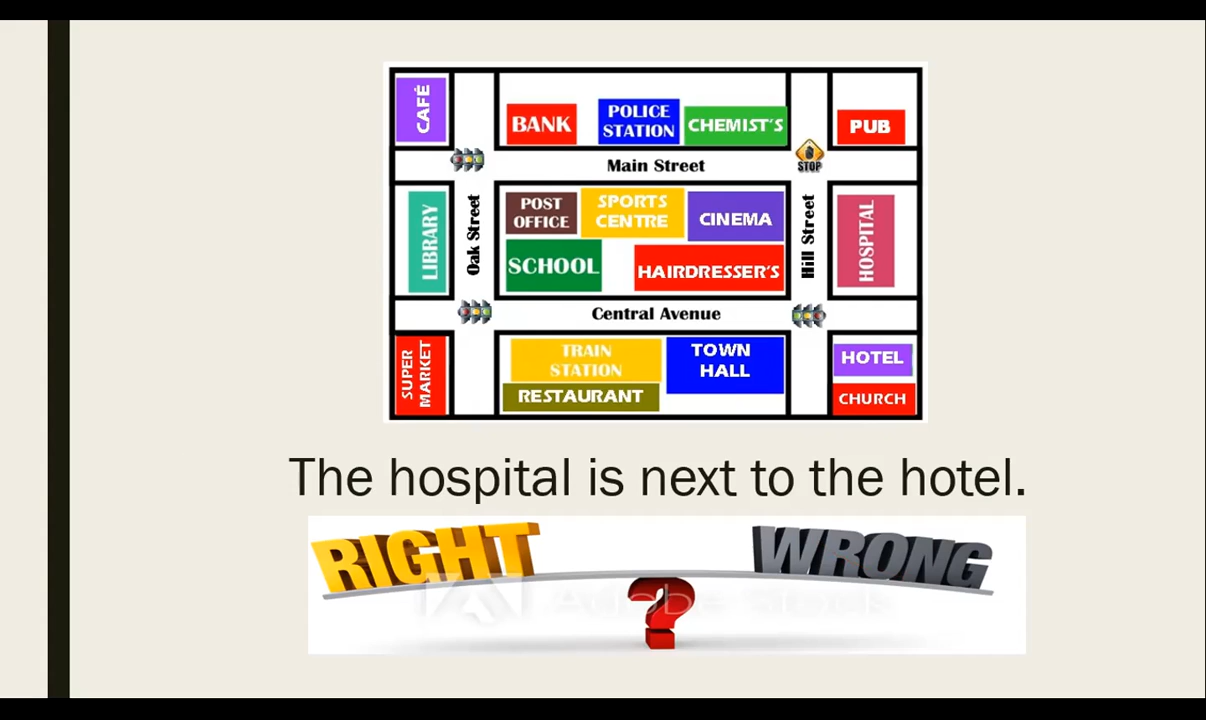 CAFÉ
BANK
POLICE
STATION
CHEMIST'S
PUB
Main Street
STOP
LIBRARY
Oak Street
POST
OFFICE
SPORTS
CENTRE
CINEMA
SCHOOL
HAIRDRESSER'S
Hill Street
HOSPITAL
Central Avenue
SUPER
MARKET
TRAIN
STATION
RESTAURANT
TOWN
HALL
HOTEL
CHURCH
The hospital is next to the hotel.
RIGHT
WRONG
?
Adobe Stock